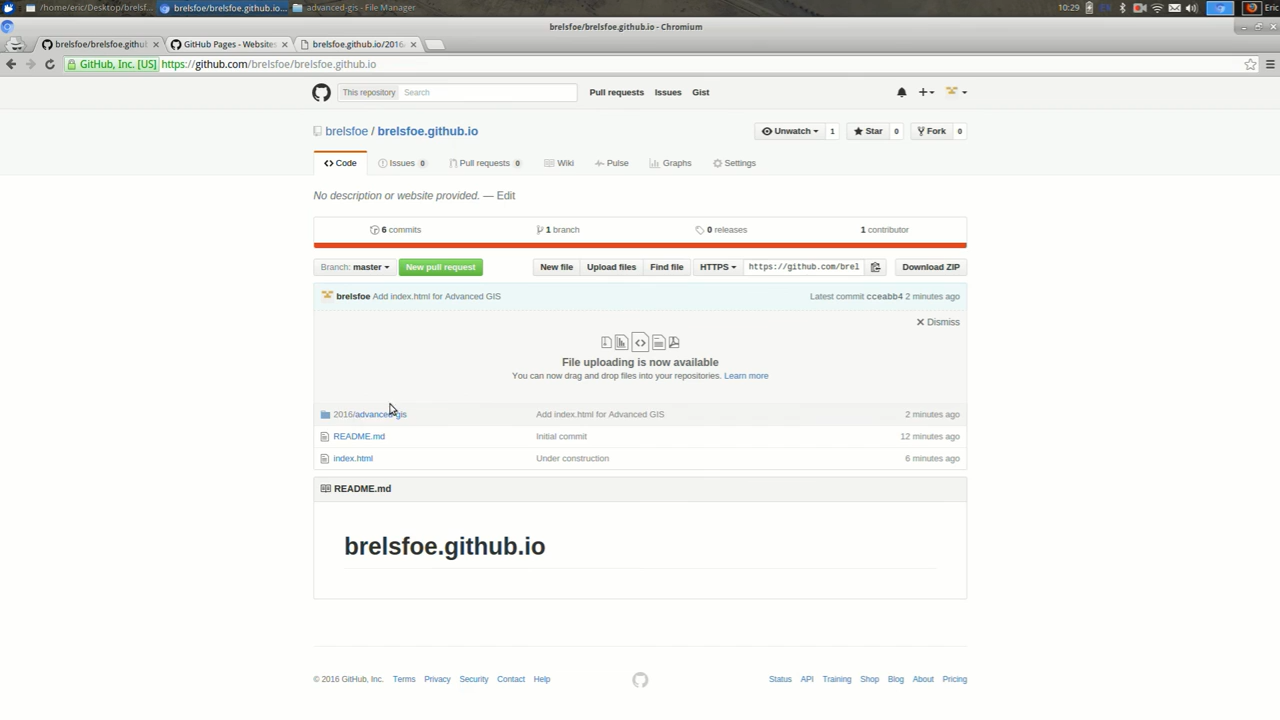 /home/eric/Desktop/brelsf... brelsfoe/brelsfoe.github.io... advanced-gis - File Manager 10:29 EN Eric
brelsfoe/brelsfoe.github.io - Chromium
brelsfoe/brelsfoe.github × GitHub Pages - Websites × brelsfoe.github.io/2016/ ×
GitHub, Inc. [US] https://github.com/brelsfoe/brelsfoe.github.io
This repository Search Pull requests Issues Gist
brelsfoe / brelsfoe.github.io Unwatch 1 Star 0 Fork 0
Code Issues 0 Pull requests 0 Wiki Pulse Graphs Settings
No description or website provided. — Edit
6 commits 1 branch 0 releases 1 contributor
Branch: master New pull request New file Upload files Find file HTTPS https://github.com/brel Download ZIP
brelsfoe Add index.html for Advanced GIS Latest commit cceabb4 2 minutes ago
Dismiss
File uploading is now available
You can now drag and drop files into your repositories. Learn more
2016/advanced-gis Add index.html for Advanced GIS 2 minutes ago
README.md Initial commit 12 minutes ago
index.html Under construction 6 minutes ago
README.md
brelsfoe.github.io
© 2016 GitHub, Inc. Terms Privacy Security Contact Help Status API Training Shop Blog About Pricing